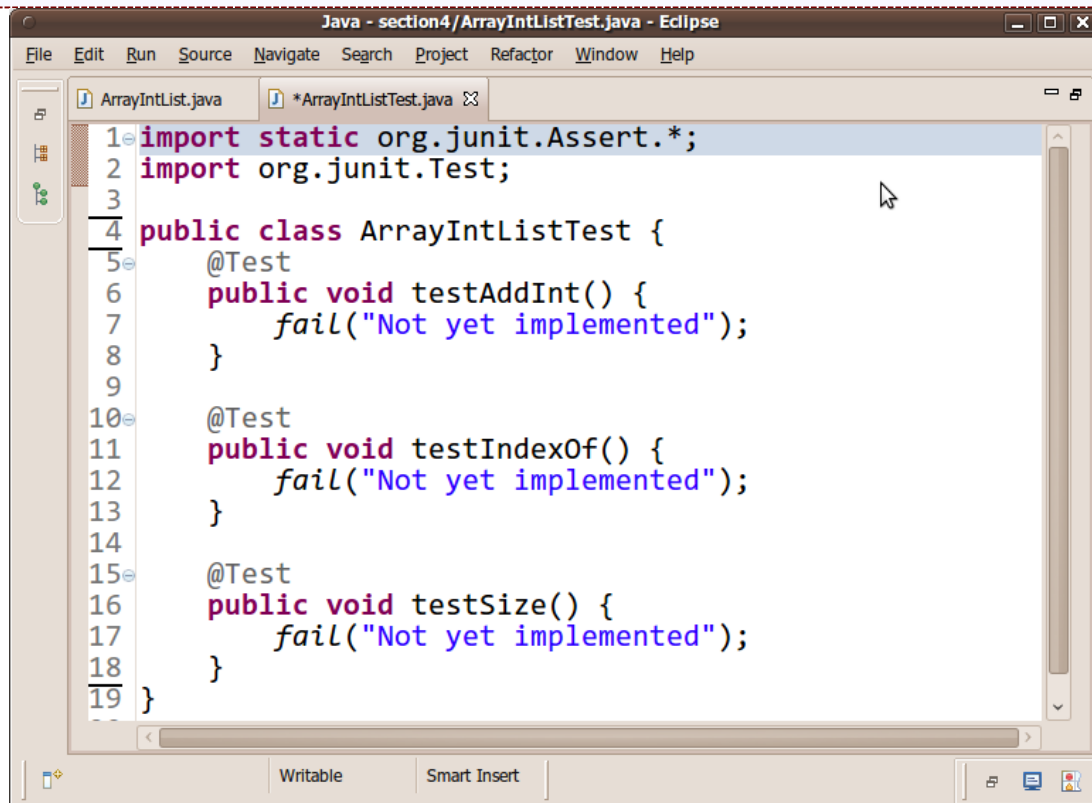 Java - section4/ArrayIntListTest.java - Eclipse
File Edit Run Source Navigate Search Project Refactor Window Help
ArrayIntList.java *ArrayIntListTest.java
1 import static org.junit.Assert.*;
2 import org.junit.Test;
3
4 public class ArrayIntListTest {
5 @Test
6 public void testAddInt() {
7 fail("Not yet implemented");
8 }
9
10 @Test
11 public void testIndexOf() {
12 fail("Not yet implemented");
13 }
14
15 @Test
16 public void testSize() {
17 fail("Not yet implemented");
18 }
19 }
Writable Smart Insert